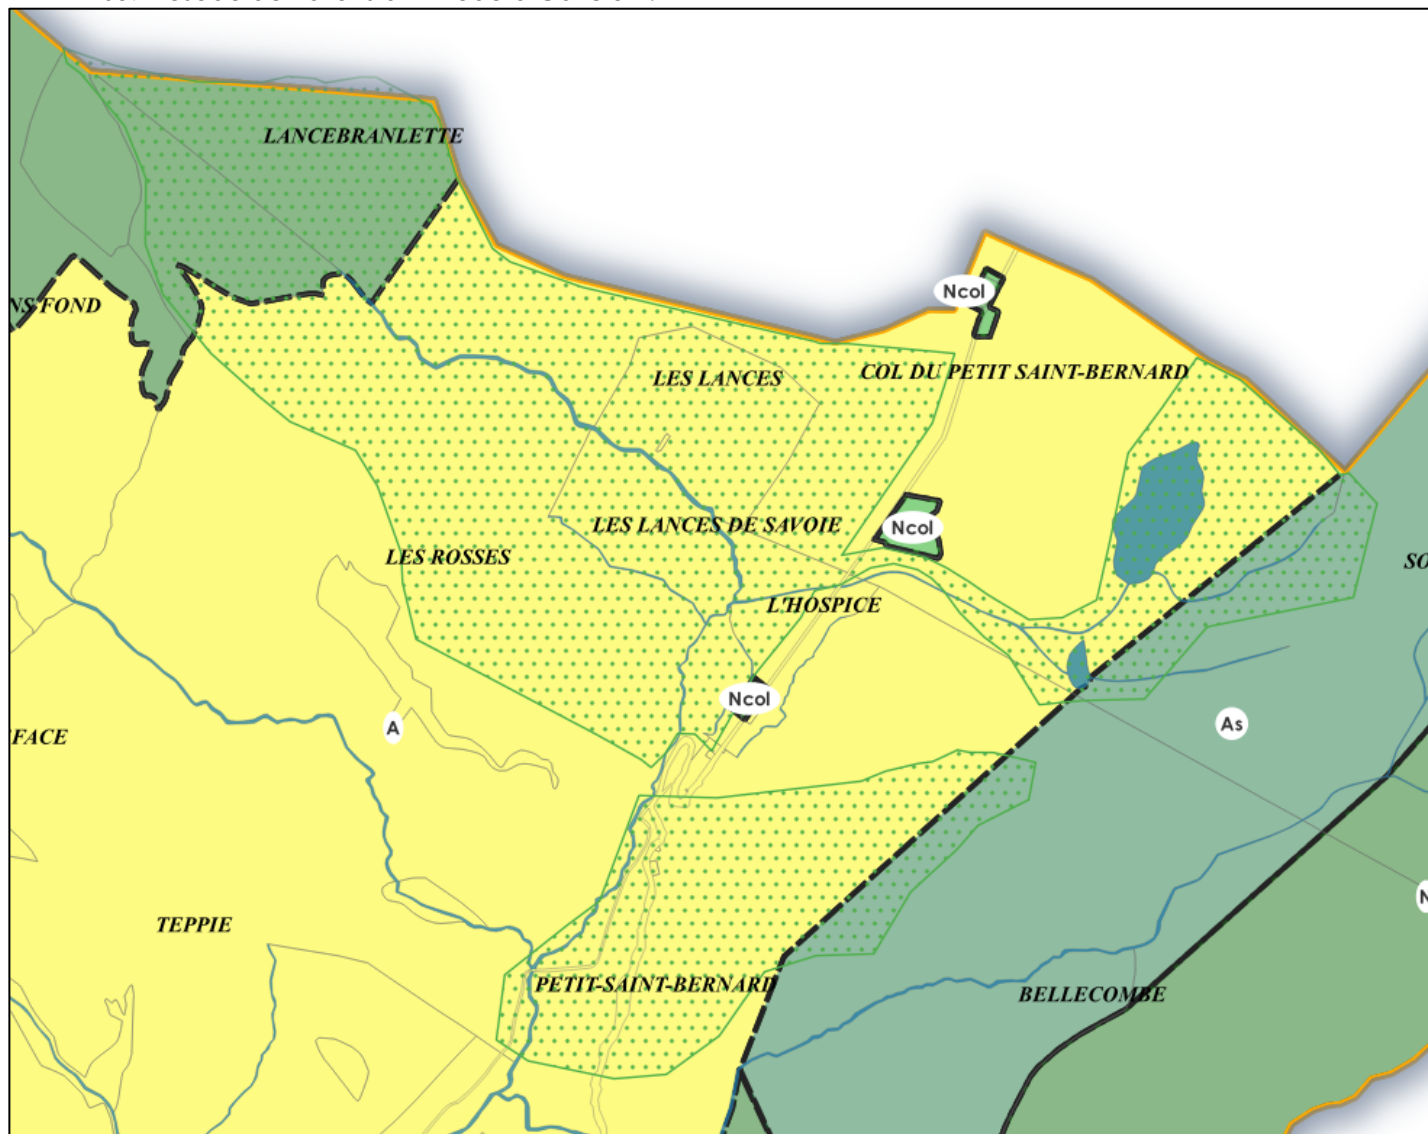 LANCEBRANLETTE
Ncol
NS FOND
LES LANCES
COL DU PETIT SAINT-BERNARD
LES LANCES DE SAVOIE
Ncol
LES ROSSES
SO
L'HOSPICE
Ncol
A
As
FACE
N
TEPPIE
PETIT-SAINT-BERNARD
BELLECOMBE